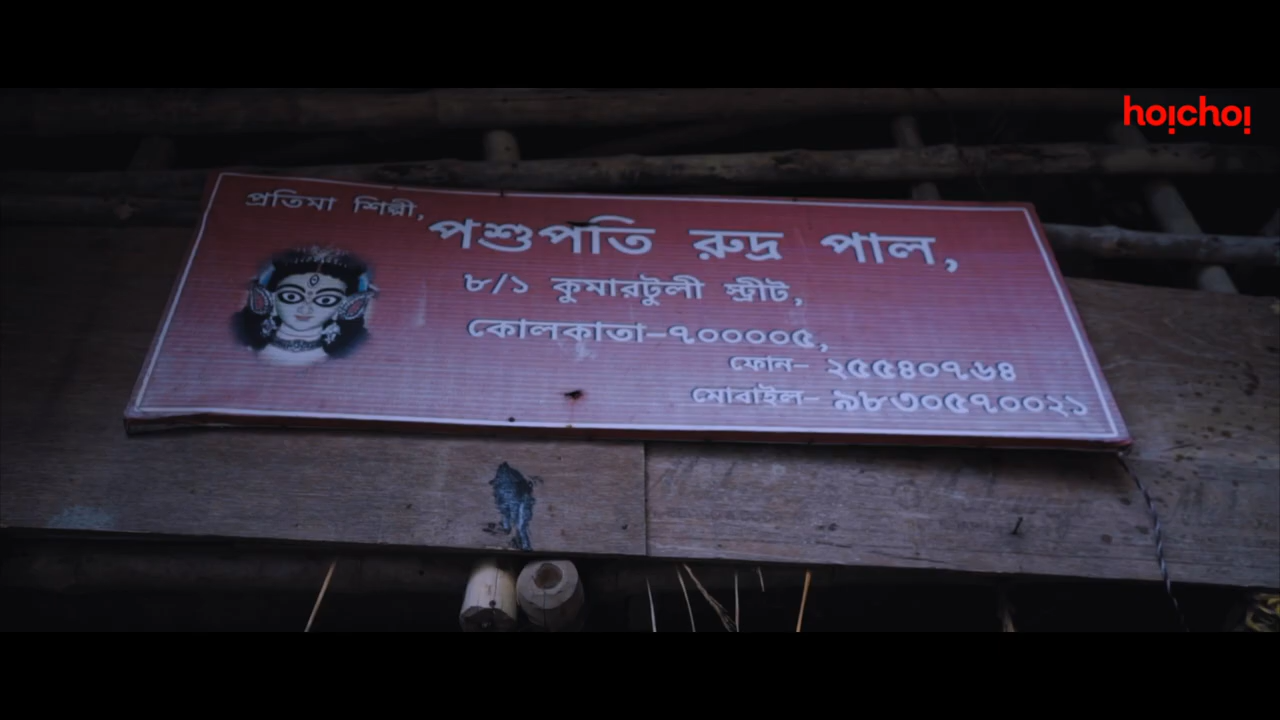 hoichoi
প্রতিমা শিল্পী,
পশুপতি রুদ্র পাল,
৮/১ কুমারটুলী স্ট্রীট,
কোলকাতা-৭০০০০৫,
ফোন- ২৫৫৪০৭৬৪
মোবাইল- ৯৮৩০৫৭০০২১